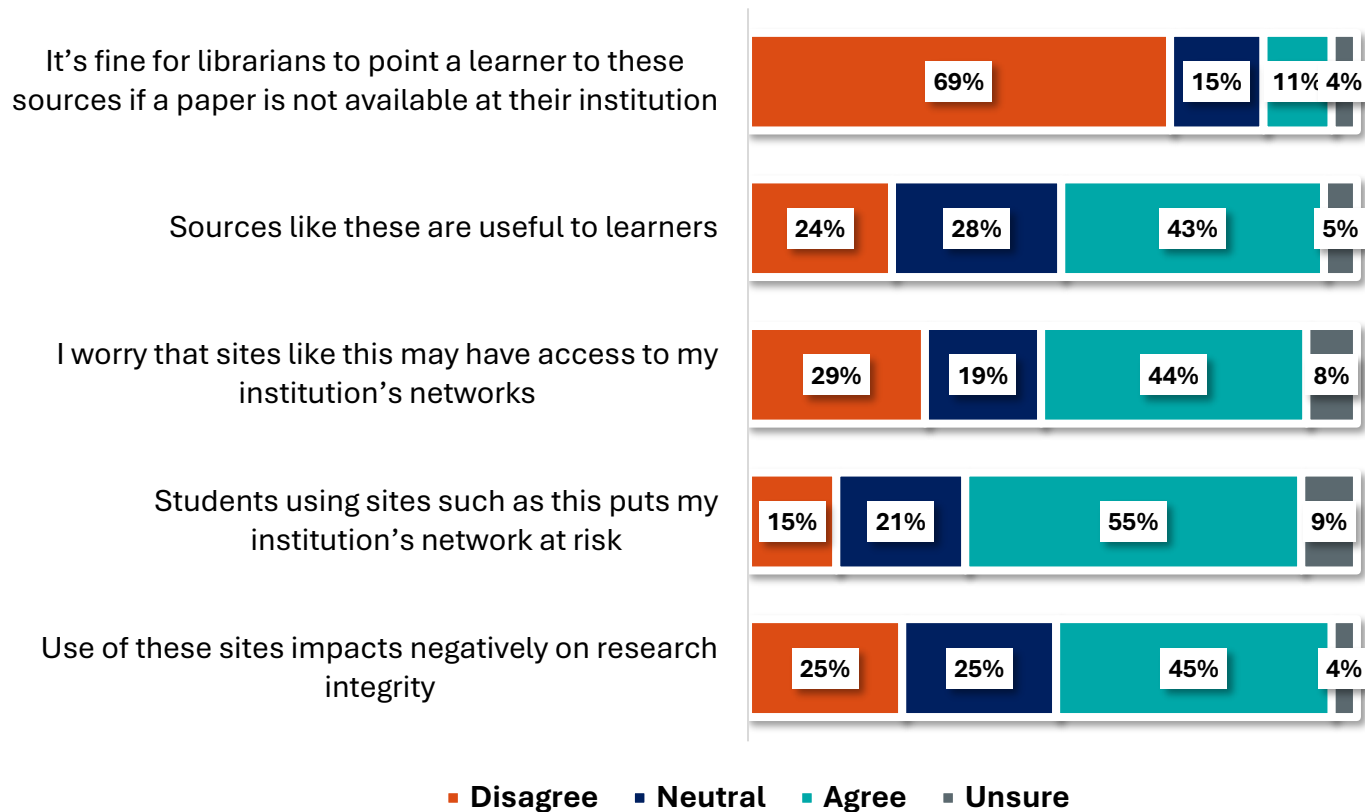 It’s fine for librarians to point a learner to these
sources if a paper is not available at their institution
69% 15% 11% 4%
Sources like these are useful to learners
24% 28% 43% 5%
I worry that sites like this may have access to my
institution’s networks
29% 19% 44% 8%
Students using sites such as this puts my
institution’s network at risk
15% 21% 55% 9%
Use of these sites impacts negatively on research
integrity
25% 25% 45% 4%
Disagree Neutral Agree Unsure